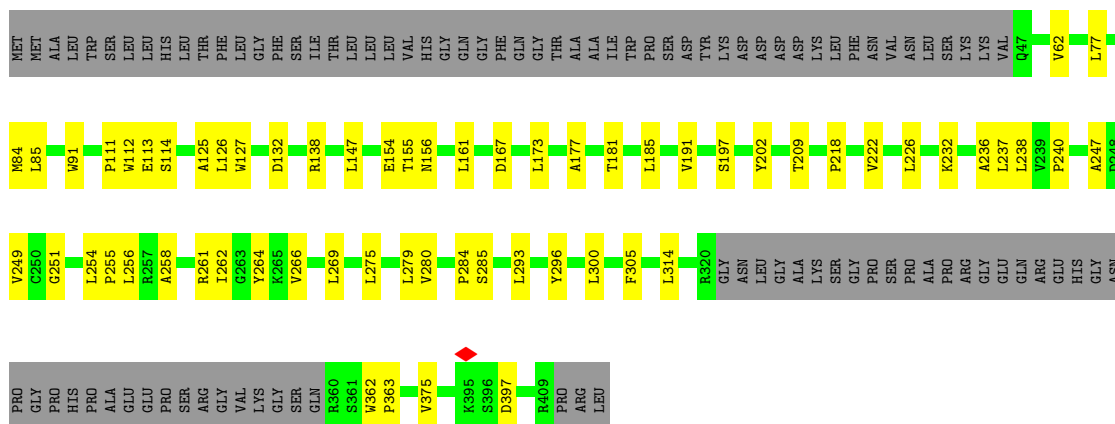 MET MET ALA LEU TRP SER LEU LEU HIS LEU THR PHE LEU GLY PHE SER ILE THR LEU LEU LEU VAL HIS GLY GLN GLY PHE GLN GLY THR ALA ALA ILE TRP PRO SER ASP TYR LYS ASP ASP ASP ASP LYS LEU PHE ASN VAL ASN LEU SER LYS LYS VAL Q47 V62 L77
M84 L85 W91 P111 W112 E113 S114 A125 L126 W127 D132 R138 L147 E154 T155 N156 L161 D167 L173 A177 T181 L185 V191 S197 Y202 T209 P218 V222 L226 K232 A236 L237 L238 V239 P240 A247
V249 C250 G251 L254 P255 L256 R257 A258 R261 I262 G263 Y264 K265 V266 L269 L275 L279 V280 P284 S285 L293 Y296 L300 F305 L314 R320 GLY ASN LEU GLY ALA LYS SER GLY PRO SER PRO ALA PRO ARG GLY GLU GLN ARG GLU HIS GLY ASN
PRO GLY PRO HIS PRO ALA GLU GLU PRO SER ARG GLY VAL LYS GLY SER GLN R360 S361 W362 P363 V375 K395 S396 D397 R409 PRO ARG LEU